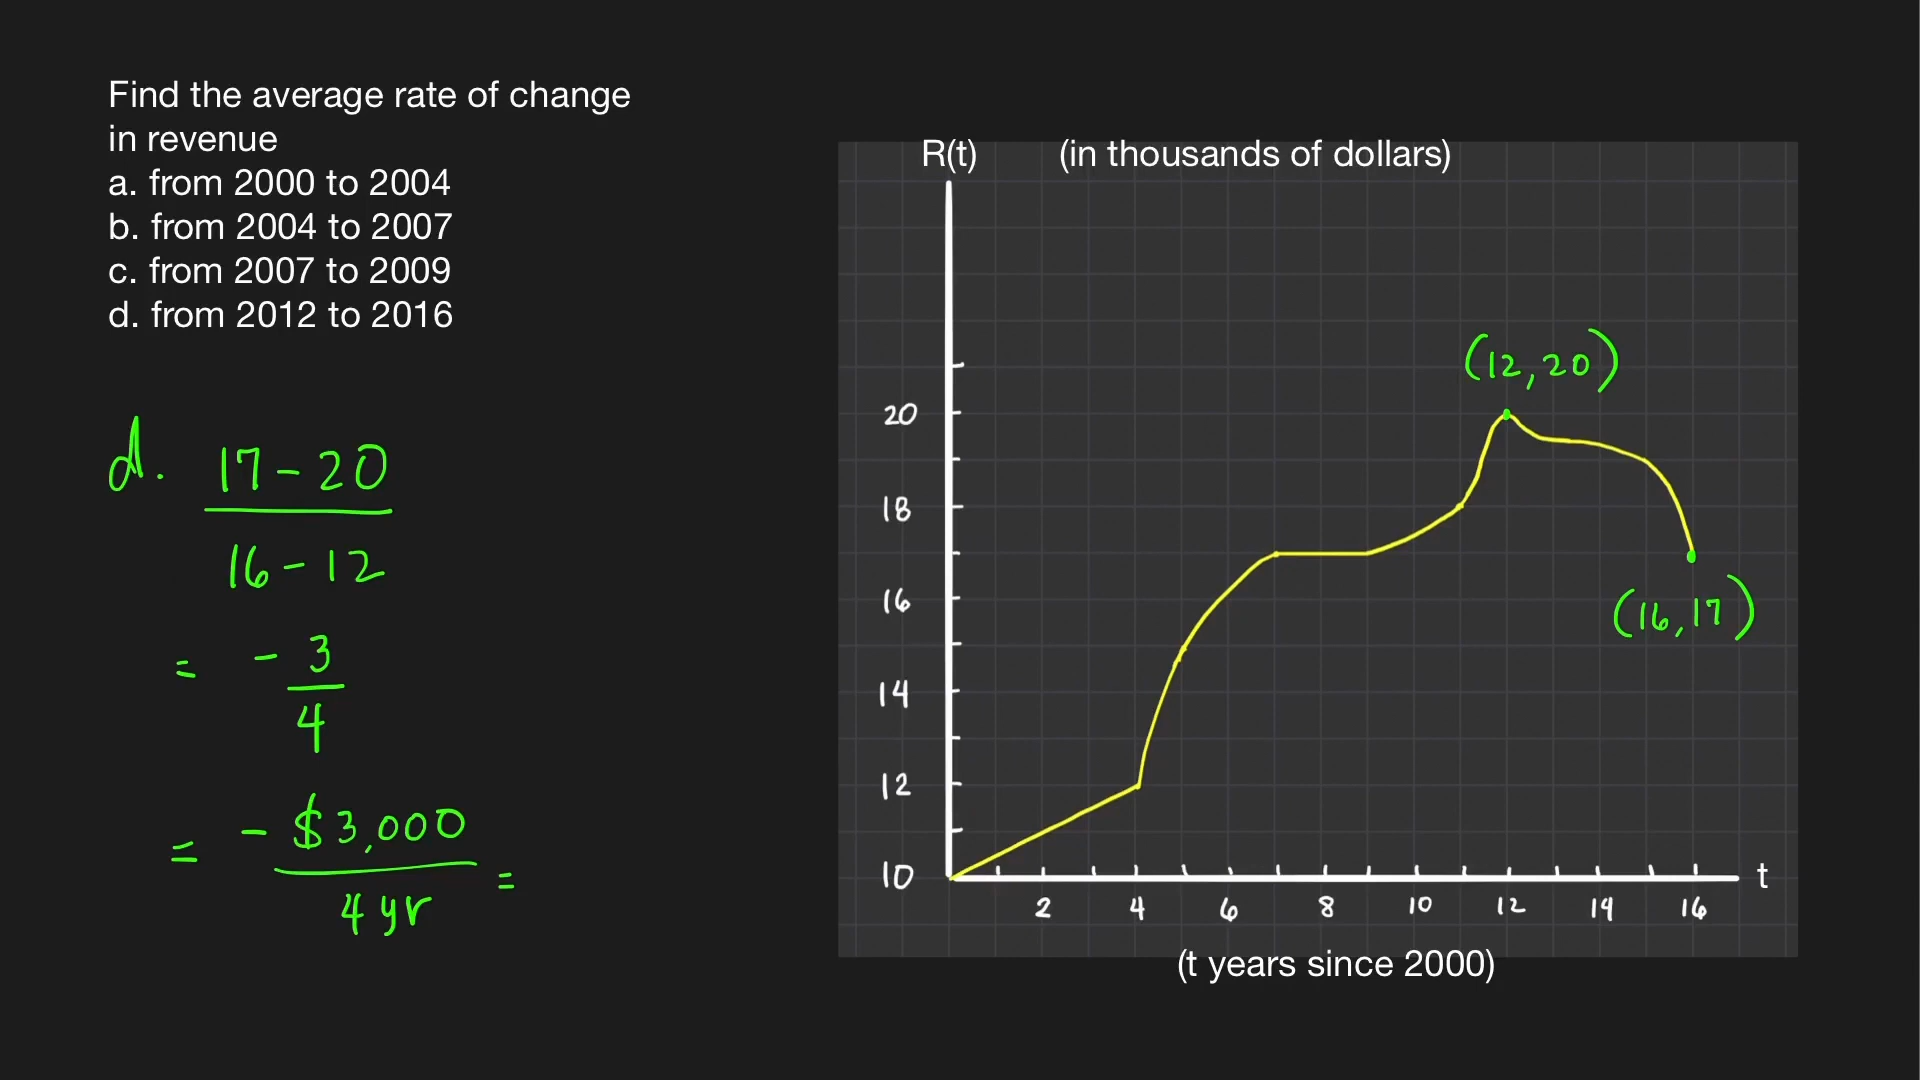 Find the average rate of change
in revenue
a. from 2000 to 2004
b. from 2004 to 2007
c. from 2007 to 2009
d. from 2012 to 2016
d. 17 - 20
16 - 12
= - 3
4
= - $3,000
4 yr =
R(t) (in thousands of dollars)
(12, 20)
20
18
16
(16, 17)
14
12
10
t
2 4 6 8 10 12 14 16
(t years since 2000)